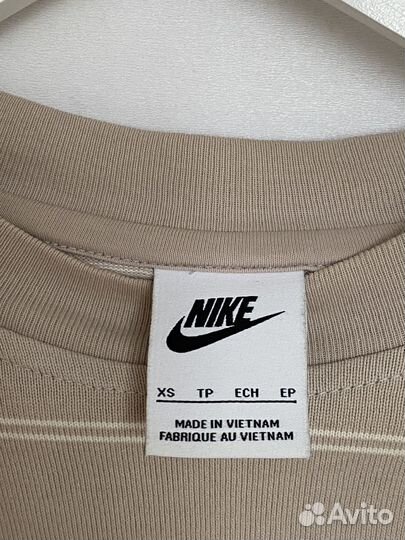 NIKE
XS TP ECH EP
MADE IN VIETNAM
FABRIQUE AU VIETNAM
Avito